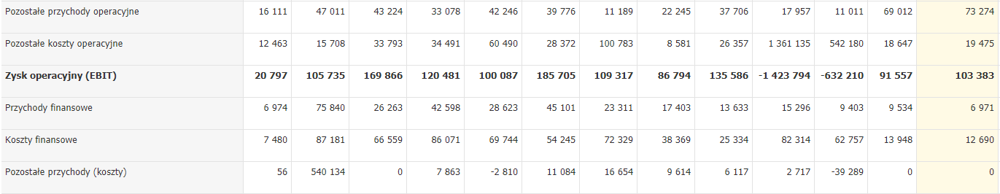 Pozostałe przychody operacyjne 16 111 47 011 43 224 33 078 42 246 39 776 11 189 22 245 37 706 17 957 11 011 69 012 73 274
Pozostałe koszty operacyjne 12 463 15 708 33 793 34 491 60 490 28 372 100 783 8 581 26 357 1 361 135 542 180 18 647 19 475
Zysk operacyjny (EBIT) 20 797 105 735 169 866 120 481 100 087 185 705 109 317 86 794 135 586 -1 423 794 -632 210 91 557 103 383
Przychody finansowe 6 974 75 840 26 263 42 598 28 623 45 101 23 311 17 403 13 633 15 296 9 403 9 534 6 971
Koszty finansowe 7 480 87 181 66 559 86 071 69 744 54 245 72 329 38 369 25 334 82 314 62 757 13 948 12 690
Pozostałe przychody (koszty) 56 540 134 0 7 863 -2 810 11 084 16 654 9 614 6 117 2 717 -39 289 0 0